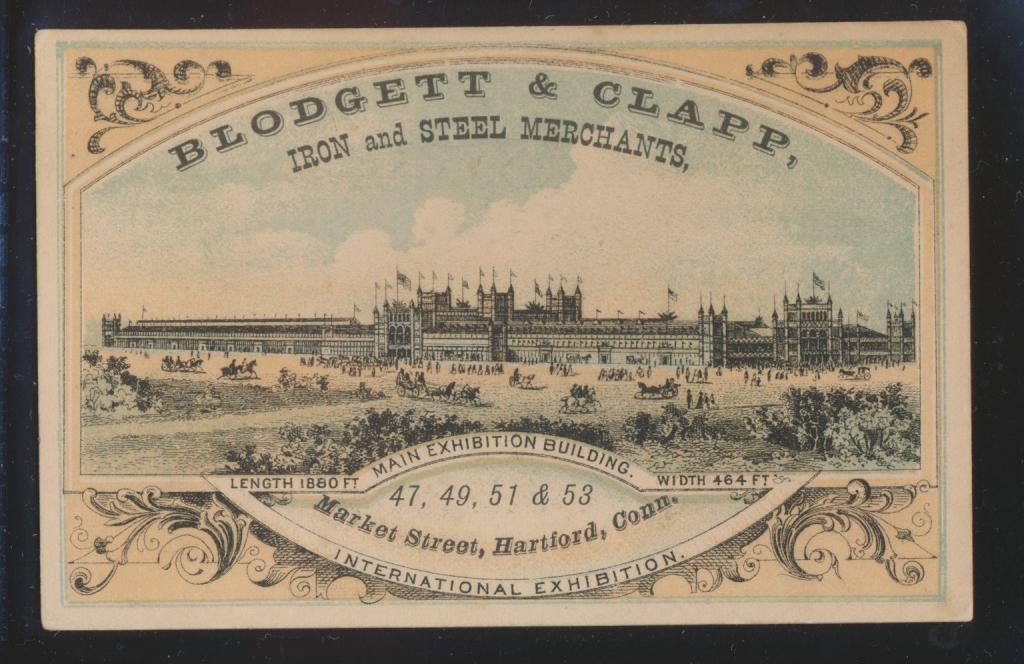 BLODGETT & CLAPP,
IRON and STEEL MERCHANTS,
MAIN EXHIBITION BUILDING.
LENGTH 1880 FT
WIDTH 464 FT
47, 49, 51 & 53
Market Street, Hartford, Conn.
INTERNATIONAL EXHIBITION.